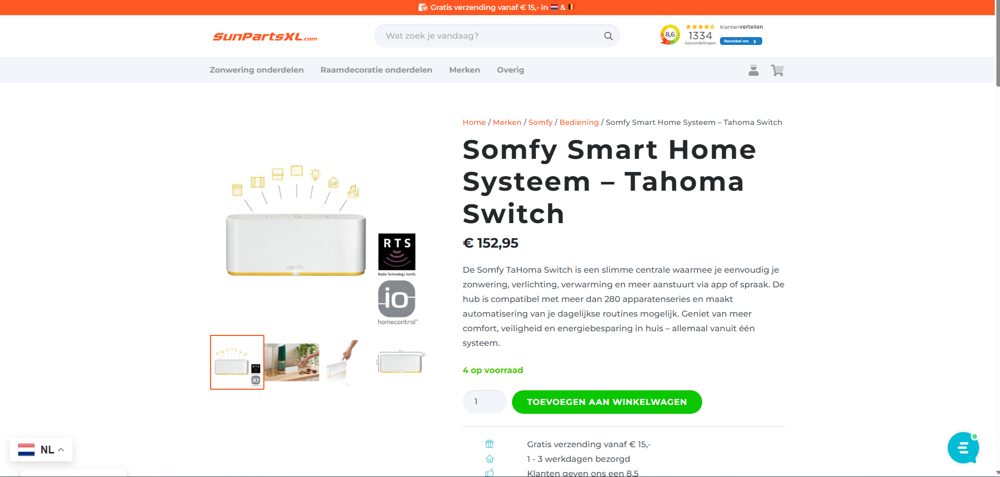 Gratis verzending vanaf € 15,- in &
SunPartsXL.com
Wat zoek je vandaag?
8,6
1334
beoordelingen
klantenvertellen
Beoordeel ons
Zonwering onderdelen
Raamdecoratie onderdelen
Merken
Overig
Home / Merken / Somfy / Bediening / Somfy Smart Home Systeem – Tahoma Switch
Somfy Smart Home
Systeem – Tahoma
Switch
€ 152,95
De Somfy TaHoma Switch is een slimme centrale waarmee je eenvoudig je
zonwering, verlichting, verwarming en meer aanstuurt via app of spraak. De
hub is compatibel met meer dan 280 apparatenseries en maakt
automatisering van je dagelijkse routines mogelijk. Geniet van meer
comfort, veiligheid en energiebesparing in huis – allemaal vanuit één
systeem.
4 op voorraad
1
TOEVOEGEN AAN WINKELWAGEN
Gratis verzending vanaf € 15,-
1 - 3 werkdagen bezorgd
Klanten geven ons een 8.5
somfy
RTS
Radio Technology Somfy
io
homecontrol®
RTS
io
NL